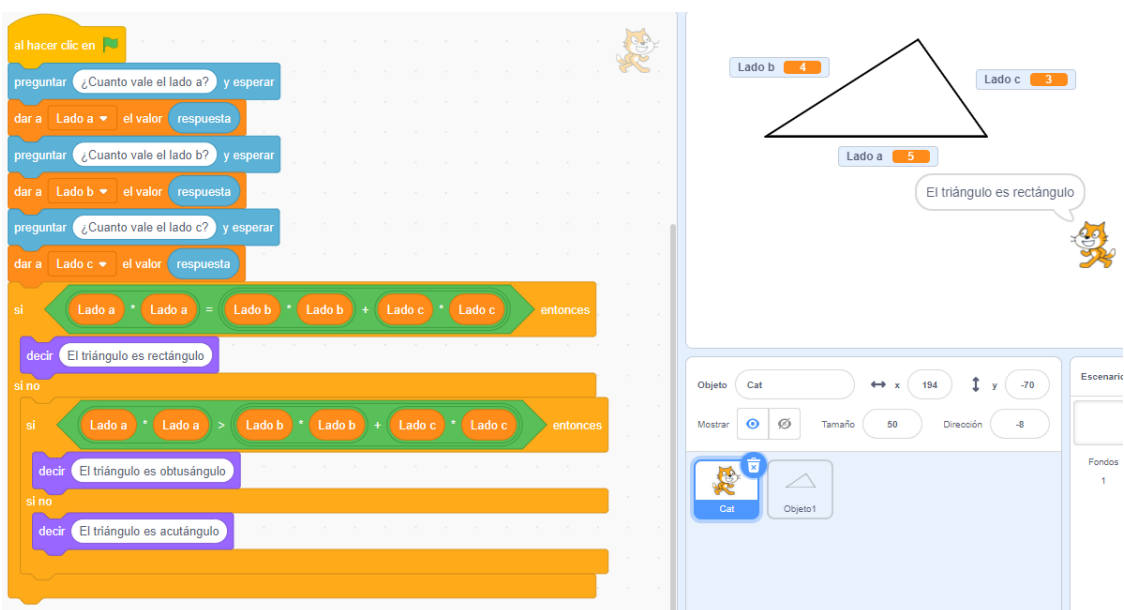 al hacer clic en
preguntar ¿Cuanto vale el lado a? y esperar
dar a Lado a el valor respuesta
preguntar ¿Cuanto vale el lado b? y esperar
dar a Lado b el valor respuesta
preguntar ¿Cuanto vale el lado c? y esperar
dar a Lado c el valor respuesta
si Lado a * Lado a = Lado b * Lado b + Lado c * Lado c entonces
decir El triángulo es rectángulo
si no
si Lado a * Lado a > Lado b * Lado b + Lado c * Lado c entonces
decir El triángulo es obtusángulo
si no
decir El triángulo es acutángulo
Lado b 4
Lado c 3
Lado a 5
El triángulo es rectángulo
Objeto Cat x 194 y -70
Mostrar Tamaño 50 Dirección -8
Cat
Objeto1
Escenario
Fondos
1